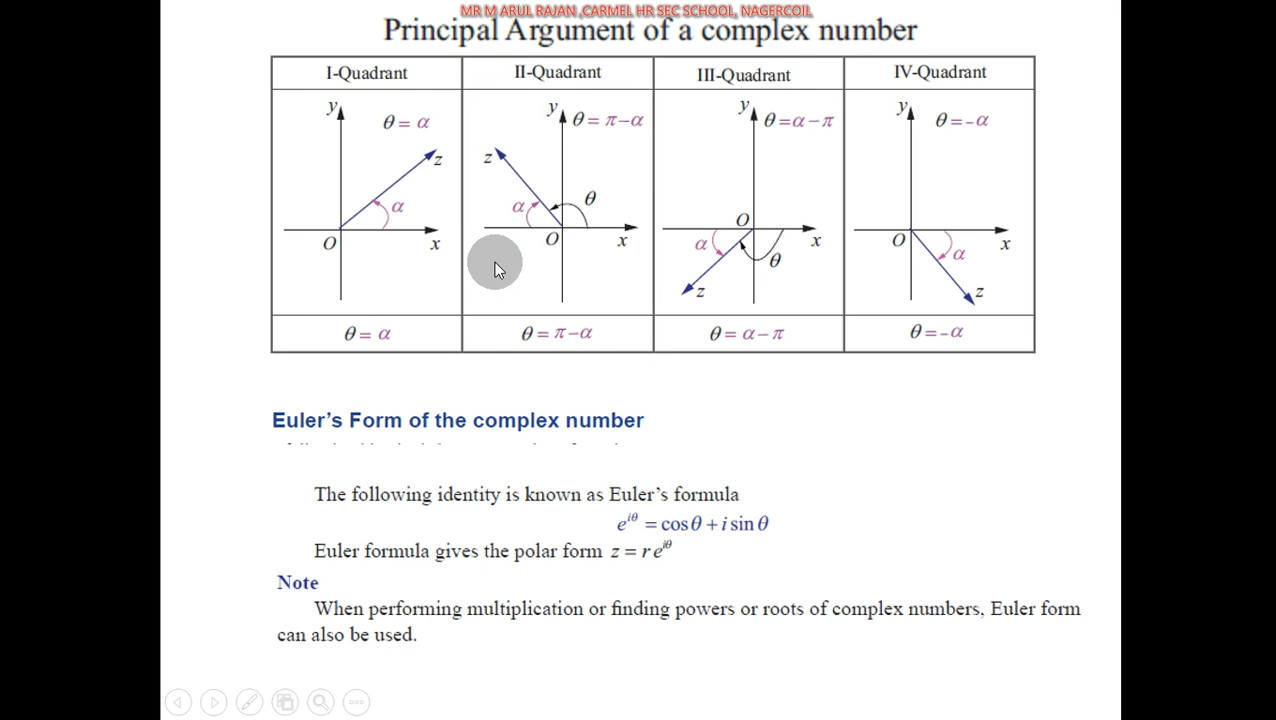 MR M ARUL RAJAN ,CARMEL HR SEC SCHOOL, NAGERCOIL
Principal Argument of a complex number
I-Quadrant II-Quadrant III-Quadrant IV-Quadrant
y θ = α z α O x
y θ = π−α z θ α O x
y θ =α−π O α x θ z
y θ =−α O x α z
θ = α θ = π−α θ = α−π θ =−α
Euler's Form of the complex number
The following identity is known as Euler's formula
e^{iθ} = cosθ + i sinθ
Euler formula gives the polar form z = r e^{iθ}
Note
When performing multiplication or finding powers or roots of complex numbers, Euler form
can also be used.